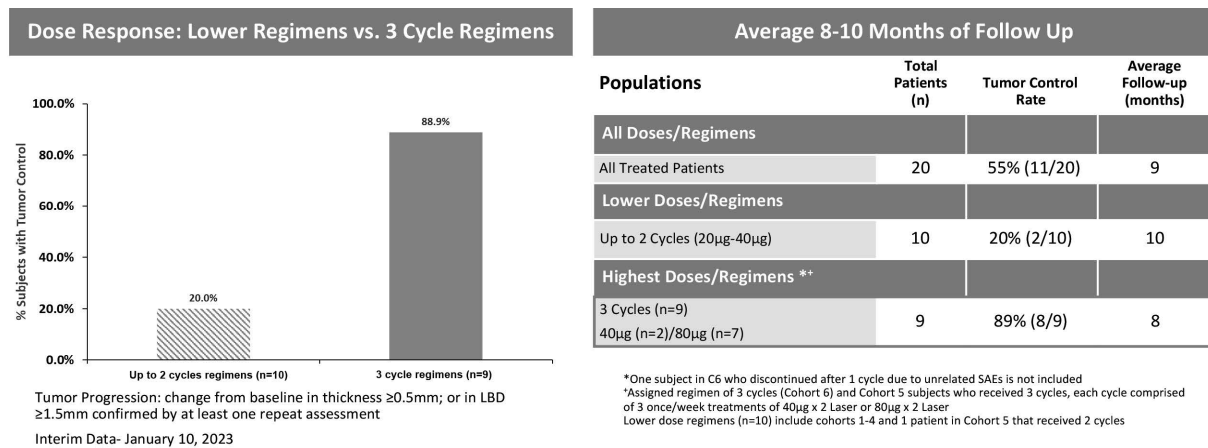 Dose Response: Lower Regimens vs. 3 Cycle Regimens
% Subjects with Tumor Control
100.0%
80.0%
60.0%
40.0%
20.0%
0.0%
20.0%
88.9%
Up to 2 cycles regimens (n=10)
3 cycle regimens (n=9)
Tumor Progression: change from baseline in thickness ≥0.5mm; or in LBD
≥1.5mm confirmed by at least one repeat assessment
Interim Data- January 10, 2023
Average 8-10 Months of Follow Up
Populations
Total
Patients
(n)
Tumor Control
Rate
Average
Follow-up
(months)
All Doses/Regimens
All Treated Patients 20 55% (11/20) 9
Lower Doses/Regimens
Up to 2 Cycles (20µg-40µg) 10 20% (2/10) 10
Highest Doses/Regimens *+
3 Cycles (n=9)
40µg (n=2)/80µg (n=7)
9 89% (8/9) 8
*One subject in C6 who discontinued after 1 cycle due to unrelated SAEs is not included
+Assigned regimen of 3 cycles (Cohort 6) and Cohort 5 subjects who received 3 cycles, each cycle comprised
of 3 once/week treatments of 40µg x 2 Laser or 80µg x 2 Laser
Lower dose regimens (n=10) include cohorts 1-4 and 1 patient in Cohort 5 that received 2 cycles